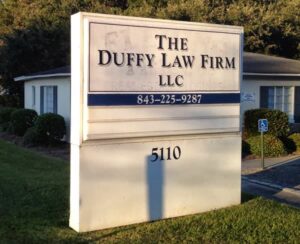 THE
DUFFY LAW FIRM
LLC
843-225-9287
5110